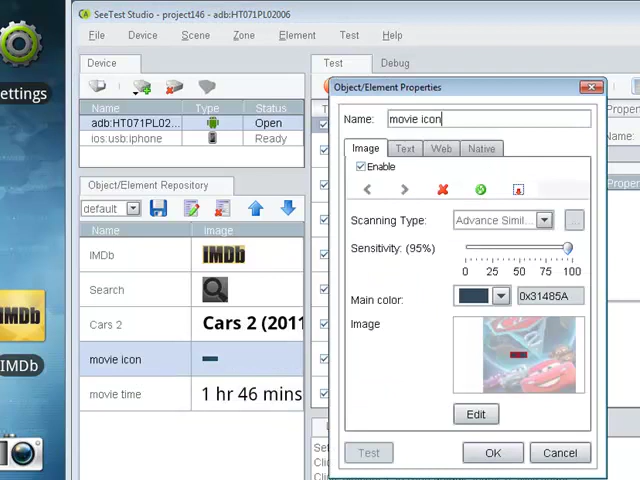 SeeTest Studio - project146 - adb:HT071PL02006
File Device Scene Zone Element Test Help
Device
Test Debug
Name Type Status
adb:HT071PL02... Open
ios:usb:iphone Ready
Object/Element Repository
default
Name Image
IMDb IMDb
Search
Cars 2 Cars 2 (2011
movie icon
movie time 1 hr 46 mins
ettings
IMDb
IMDb
Object/Element Properties
Name: movie icon
Image Text Web Native
Enable
Scanning Type: Advance Simil... ...
Sensitivity: (95%)
0 25 50 75 100
Main color: 0x31485A
Image
Edit
Test OK Cancel